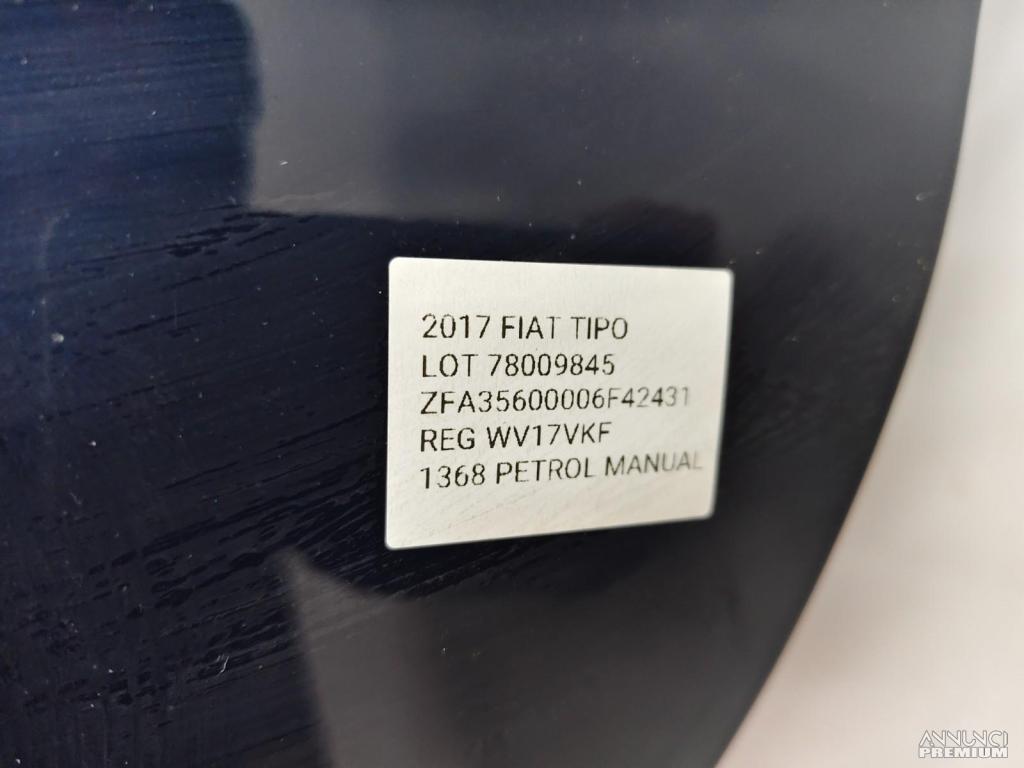 2017 FIAT TIPO
LOT 78009845
ZFA35600006F42431
REG WV17VKF
1368 PETROL MANUAL
ANNUNCI
PREMIUM